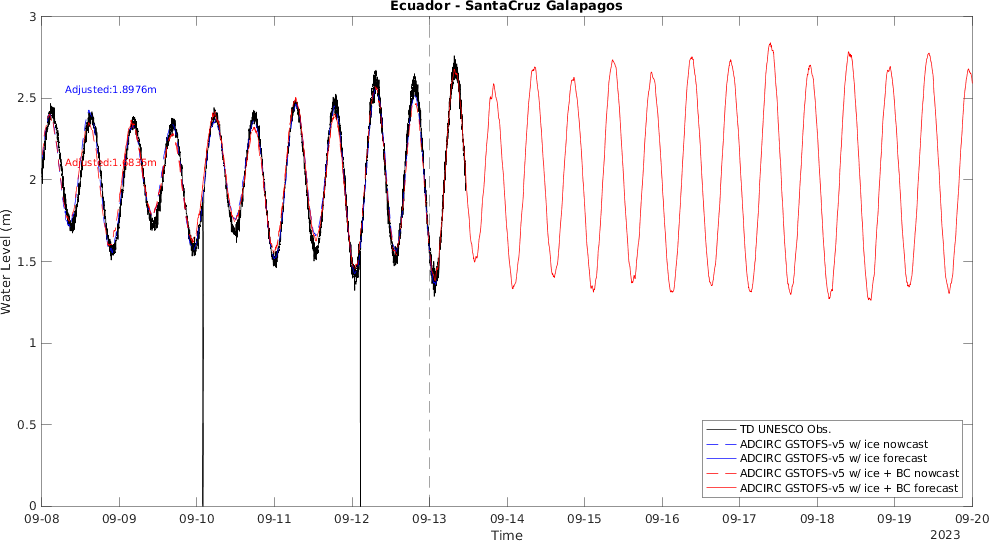 Ecuador - SantaCruz Galapagos
3
2.5
2
1.5
1
0.5
0
Water Level (m)
Adjusted:1.8976m
Adjusted:1.6835m
TD UNESCO Obs.
ADCIRC GSTOFS-v5 w/ ice nowcast
ADCIRC GSTOFS-v5 w/ ice forecast
ADCIRC GSTOFS-v5 w/ ice + BC nowcast
ADCIRC GSTOFS-v5 w/ ice + BC forecast
09-08 09-09 09-10 09-11 09-12 09-13 09-14 09-15 09-16 09-17 09-18 09-19 09-20
Time
2023